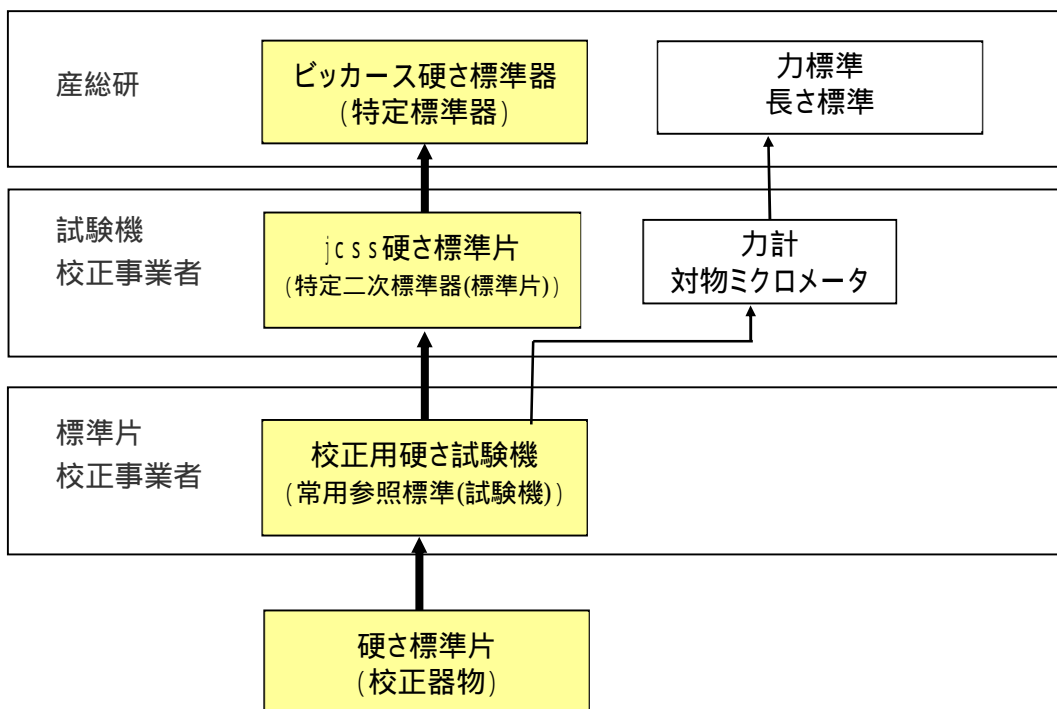 産総研
ビッカース硬さ標準器
(特定標準器)
力標準
長さ標準
試験機
校正事業者
jcss硬さ標準片
(特定二次標準器(標準片))
力計
対物ミクロメータ
標準片
校正事業者
校正用硬さ試験機
(常用参照標準(試験機))
硬さ標準片
(校正器物)